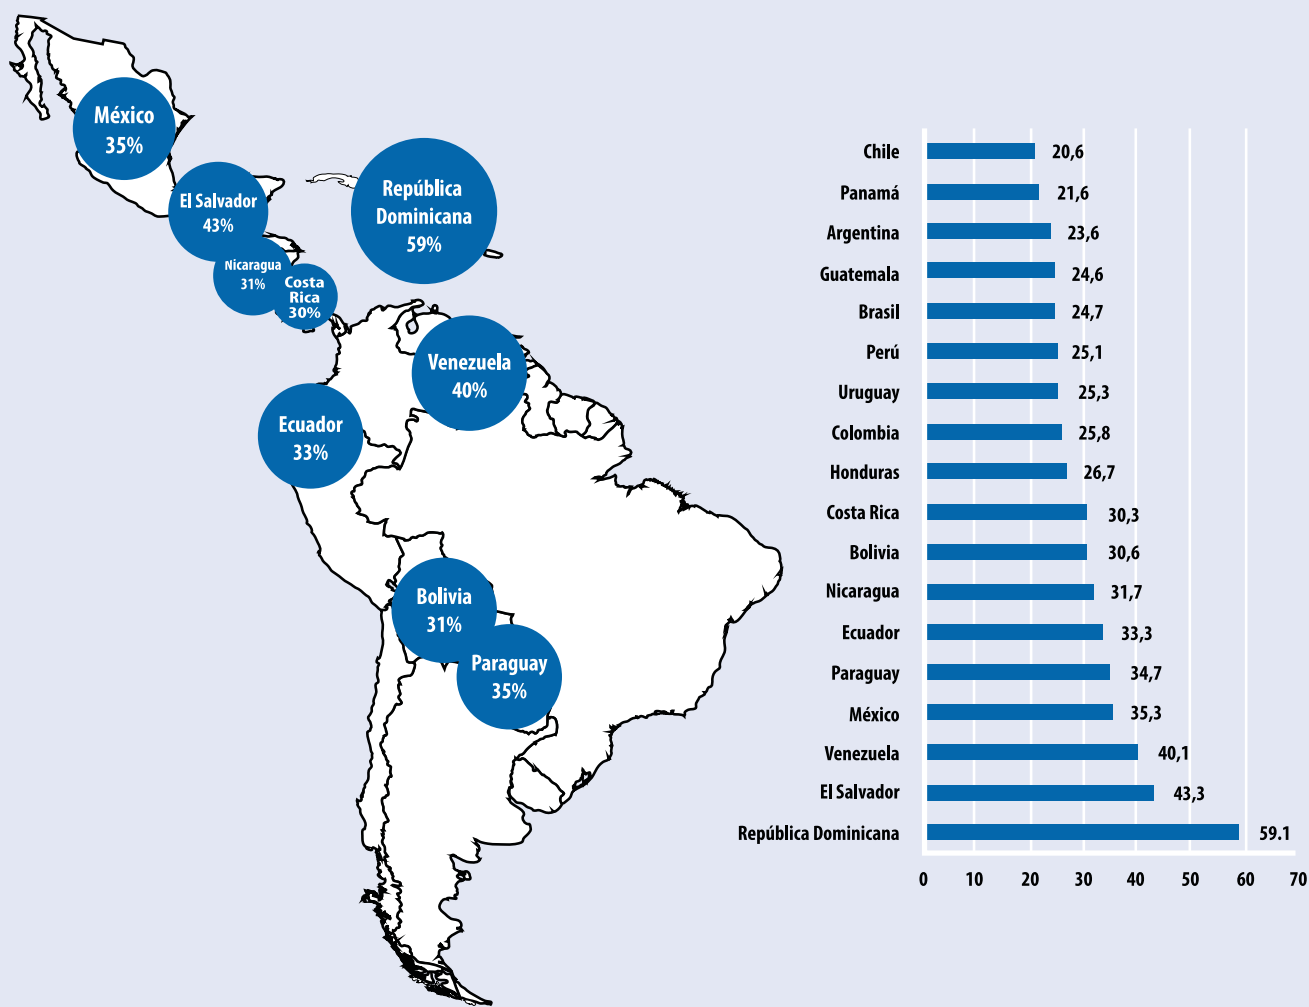 México
35%
El Salvador
43%
Nicaragua
31%
Costa
Rica
30%
República
Dominicana
59%
Venezuela
40%
Ecuador
33%
Bolivia
31%
Paraguay
35%
Chile 20,6
Panamá 21,6
Argentina 23,6
Guatemala 24,6
Brasil 24,7
Perú 25,1
Uruguay 25,3
Colombia 25,8
Honduras 26,7
Costa Rica 30,3
Bolivia 30,6
Nicaragua 31,7
Ecuador 33,3
Paraguay 34,7
México 35,3
Venezuela 40,1
El Salvador 43,3
República Dominicana 59.1
0 10 20 30 40 50 60 70